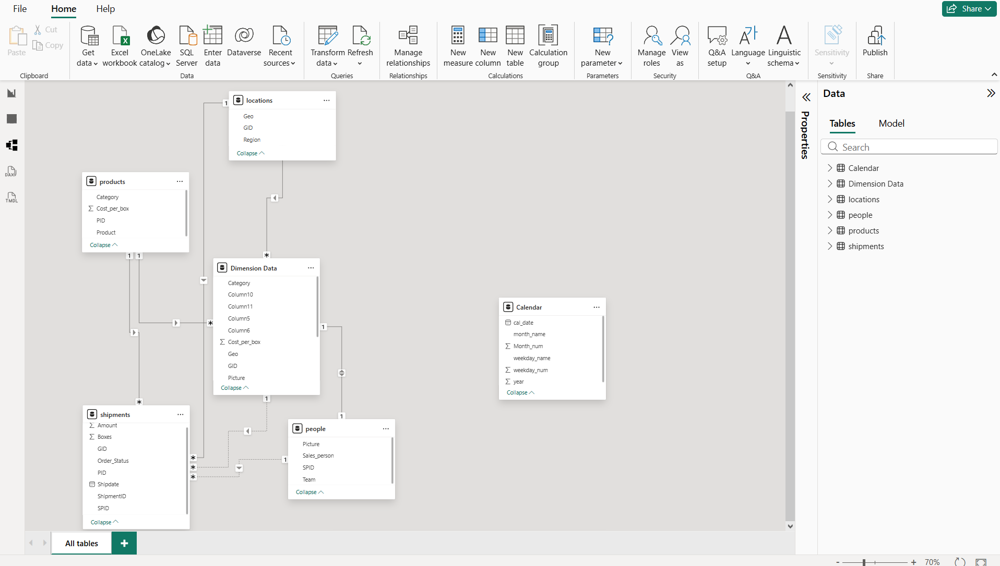 File
Home
Help
Share
Paste
Cut
Copy
Clipboard
Get
data
Excel
workbook
OneLake
catalog
SQL
Server
Enter
data
Dataverse
Recent
sources
Data
Transform
data
Refresh
Queries
Manage
relationships
Relationships
New
measure
New
column
New
table
Calculation
group
Calculations
New
parameter
Parameters
Manage
roles
View
as
Security
Q&A
setup
Language
Linguistic
schema
Q&A
Sensitivity
Sensitivity
Publish
Share
DAX
TMDL
1
locations
...
Geo
GID
Region
Collapse
products
...
Category
Σ Cost_per_box
PID
Product
Collapse
1 1
*
Dimension Data
...
Category
Column10
Column11
Column5
Column6
Σ Cost_per_box
Geo
GID
Picture
Collapse
*
1
1
1
Calendar
...
cal_date
month_name
Σ Month_num
weekday_name
Σ weekday_num
Σ year
Collapse
*
shipments
...
Σ Amount
Σ Boxes
GID
Order_Status
PID
Shipdate
ShipmentID
SPID
Collapse
*
*
*
1
people
...
Picture
Sales_person
SPID
Team
Collapse
Properties
Data
Tables
Model
Search
Calendar
Dimension Data
locations
people
products
shipments
All tables
+
- + 70%